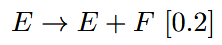 E → E + F [0.2]